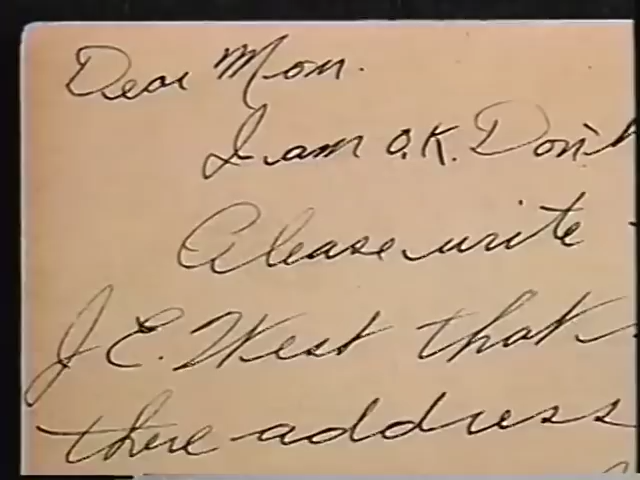 Dear Mom.
I am O.K. Don't
Please write
J E. West that
there address